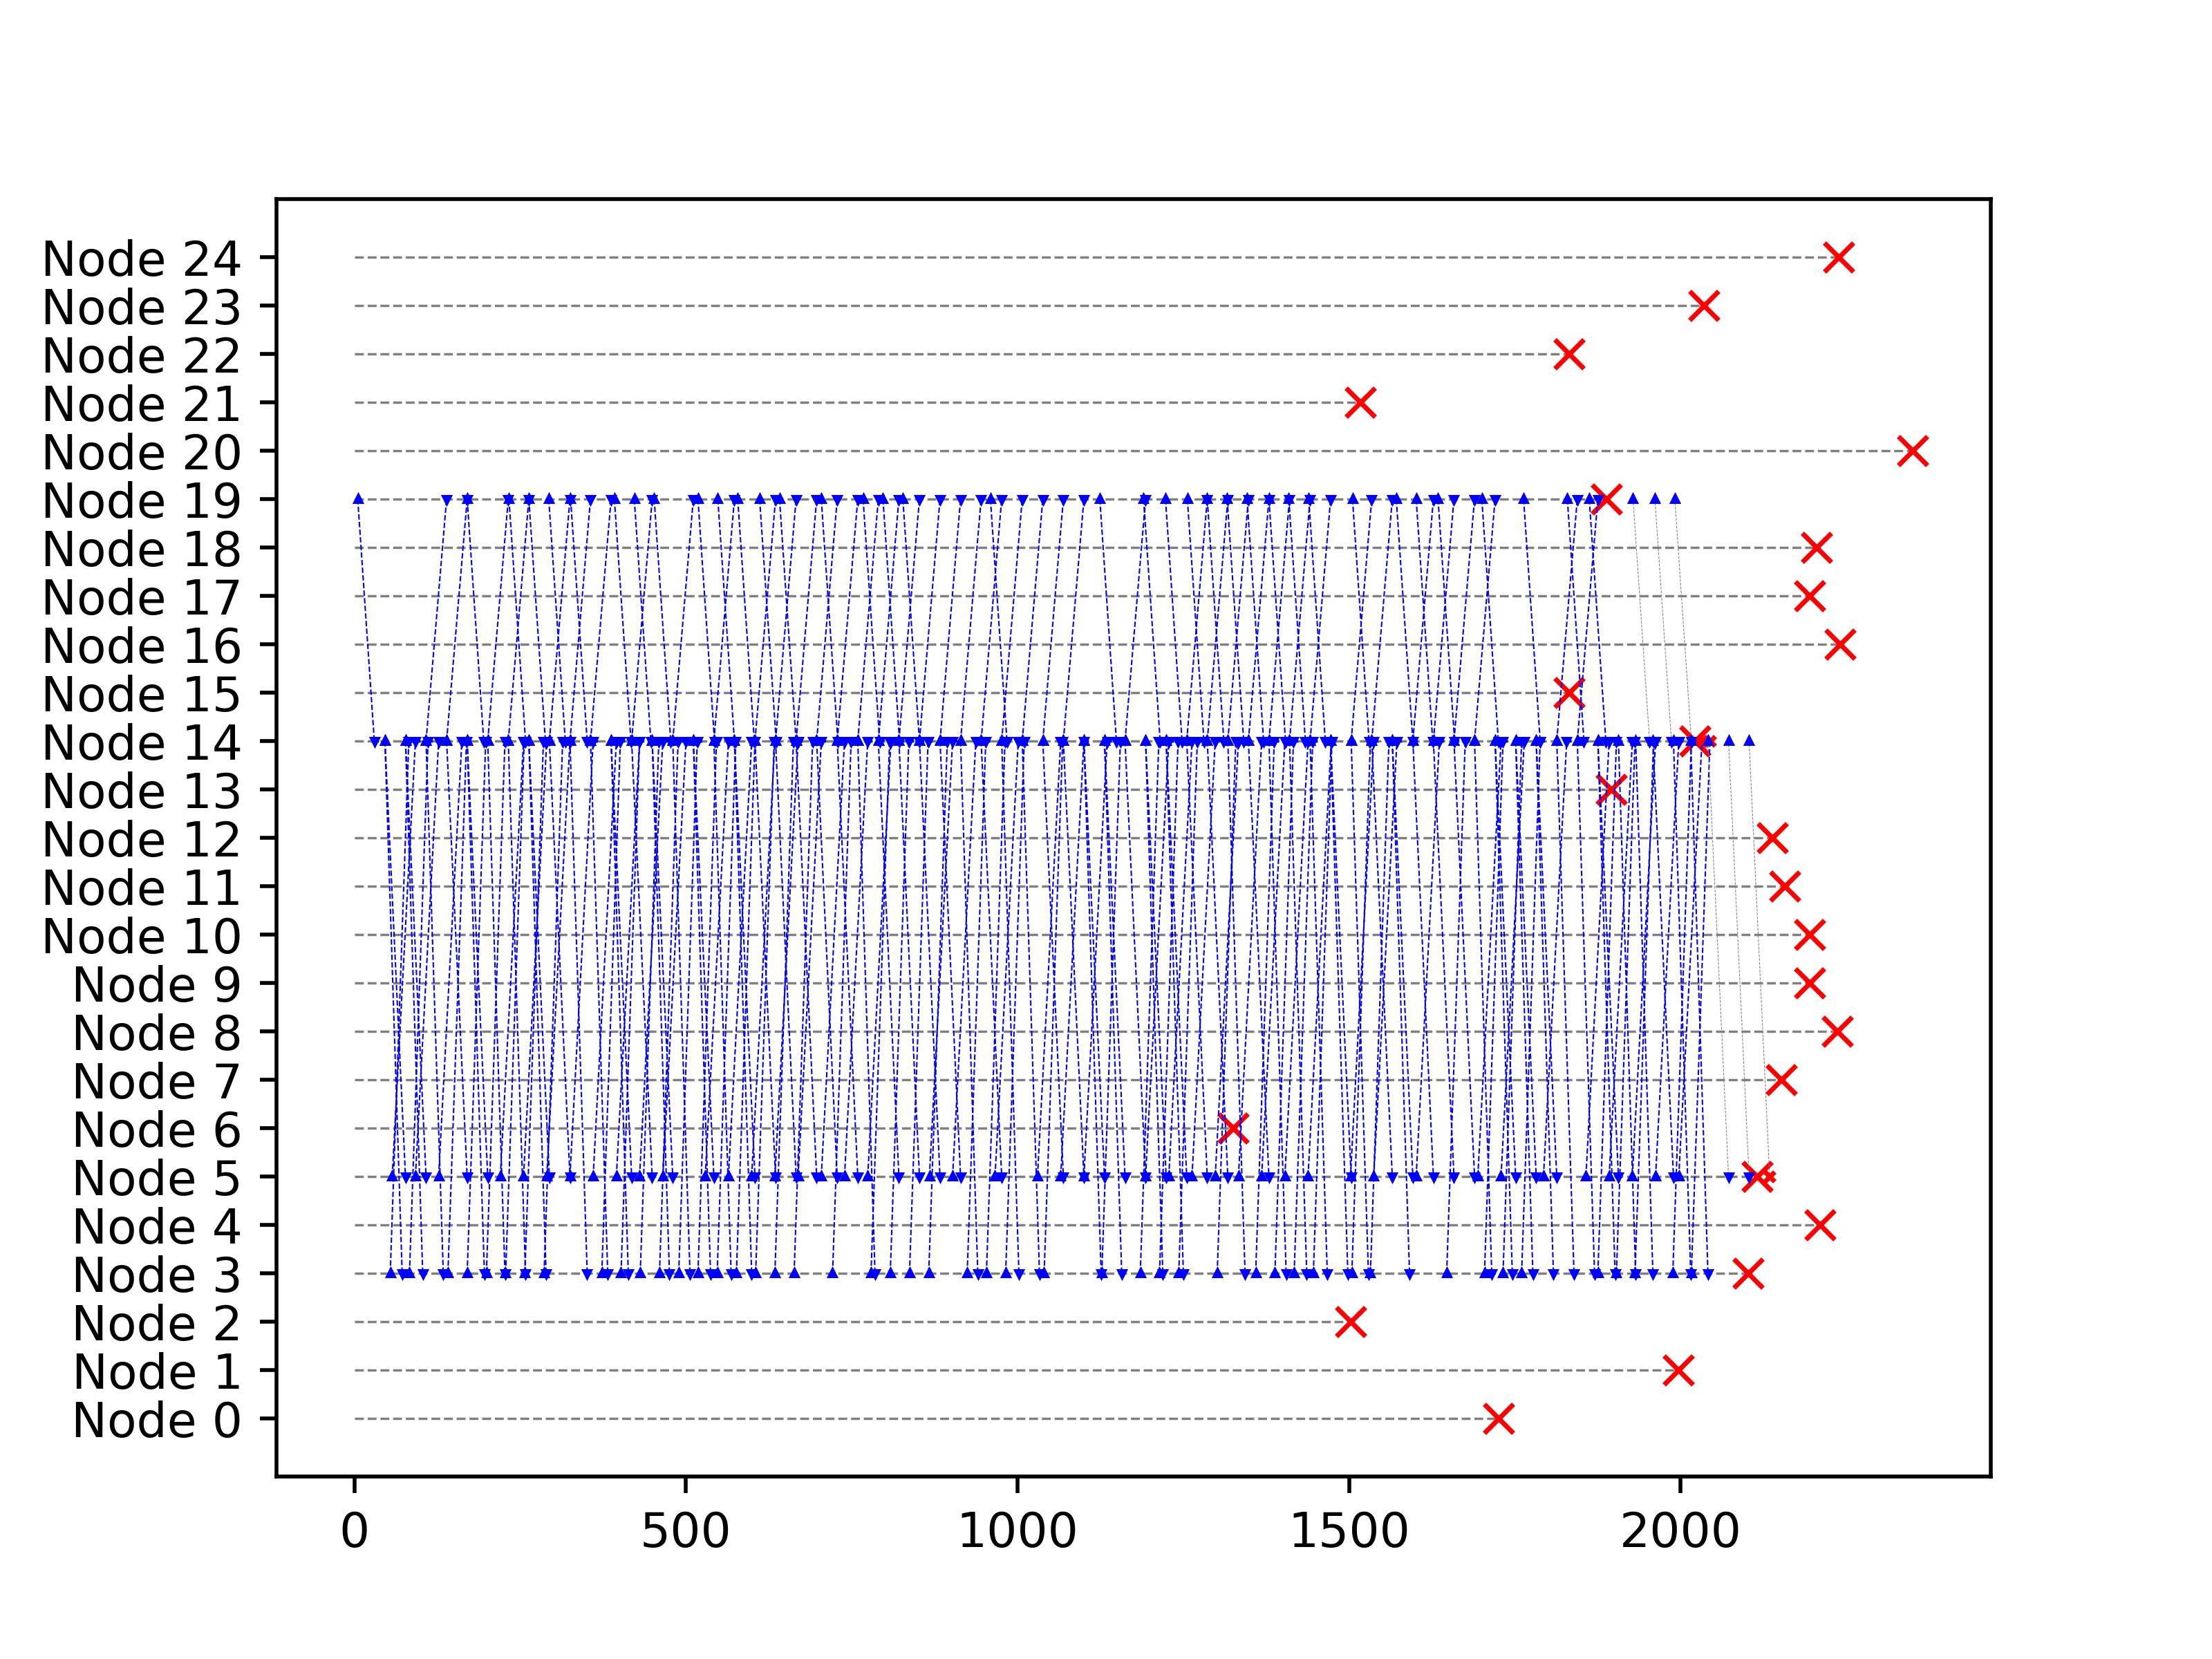 Node 24
Node 23
Node 22
Node 21
Node 20
Node 19
Node 18
Node 17
Node 16
Node 15
Node 14
Node 13
Node 12
Node 11
Node 10
Node 9
Node 8
Node 7
Node 6
Node 5
Node 4
Node 3
Node 2
Node 1
Node 0
0 500 1000 1500 2000